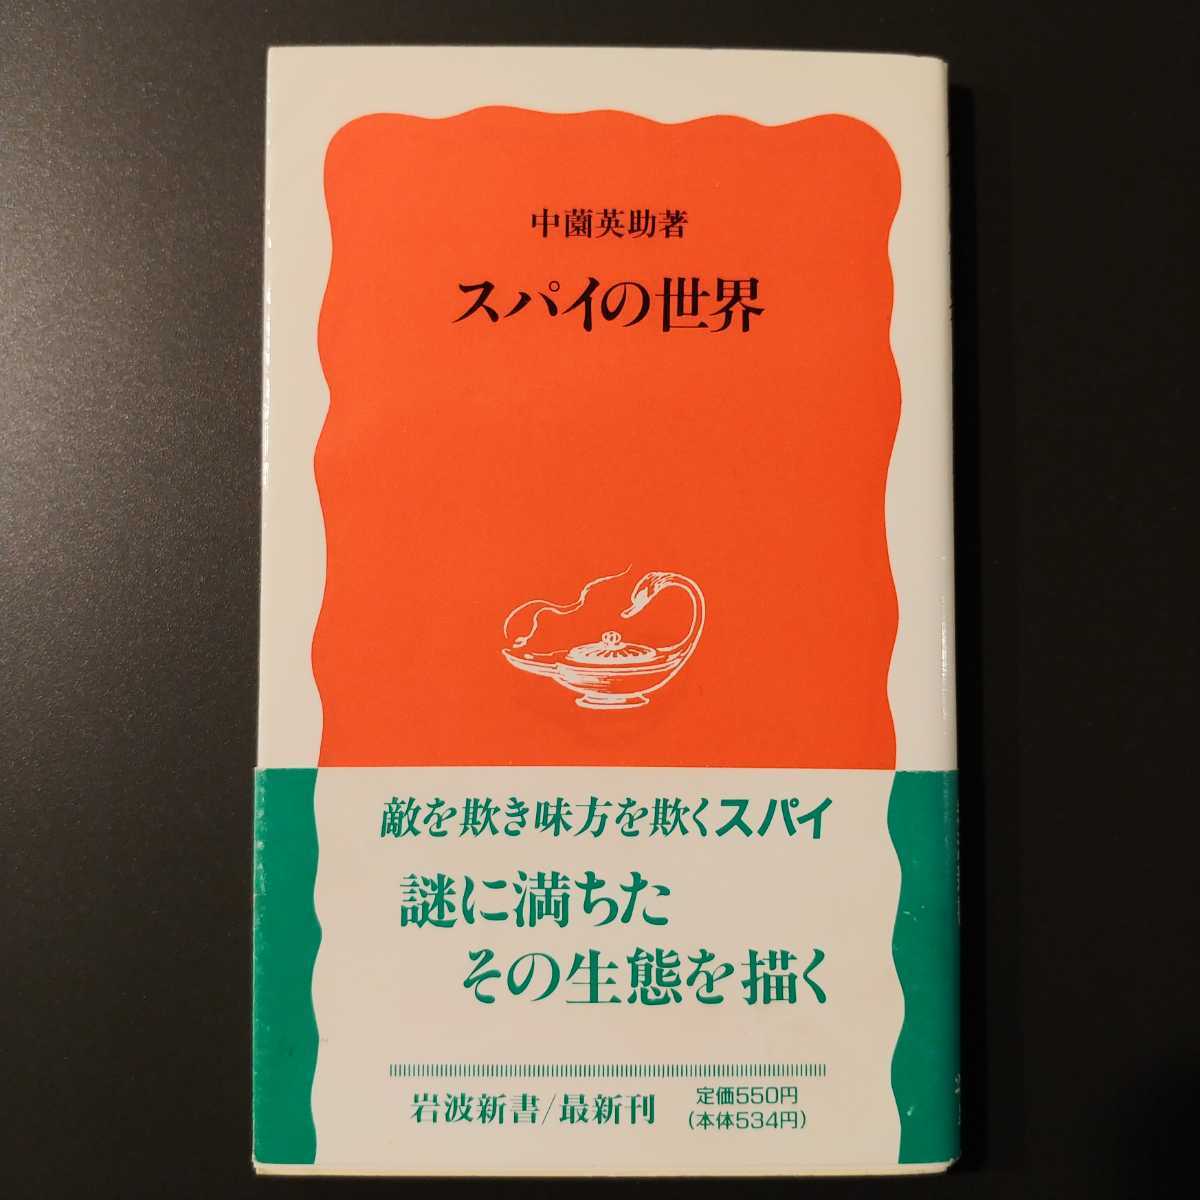 中薗英助著
スパイの世界
敵を欺き味方を欺くスパイ
謎に満ちた
その生態を描く
岩波新書/最新刊
定価550円
(本体534円)